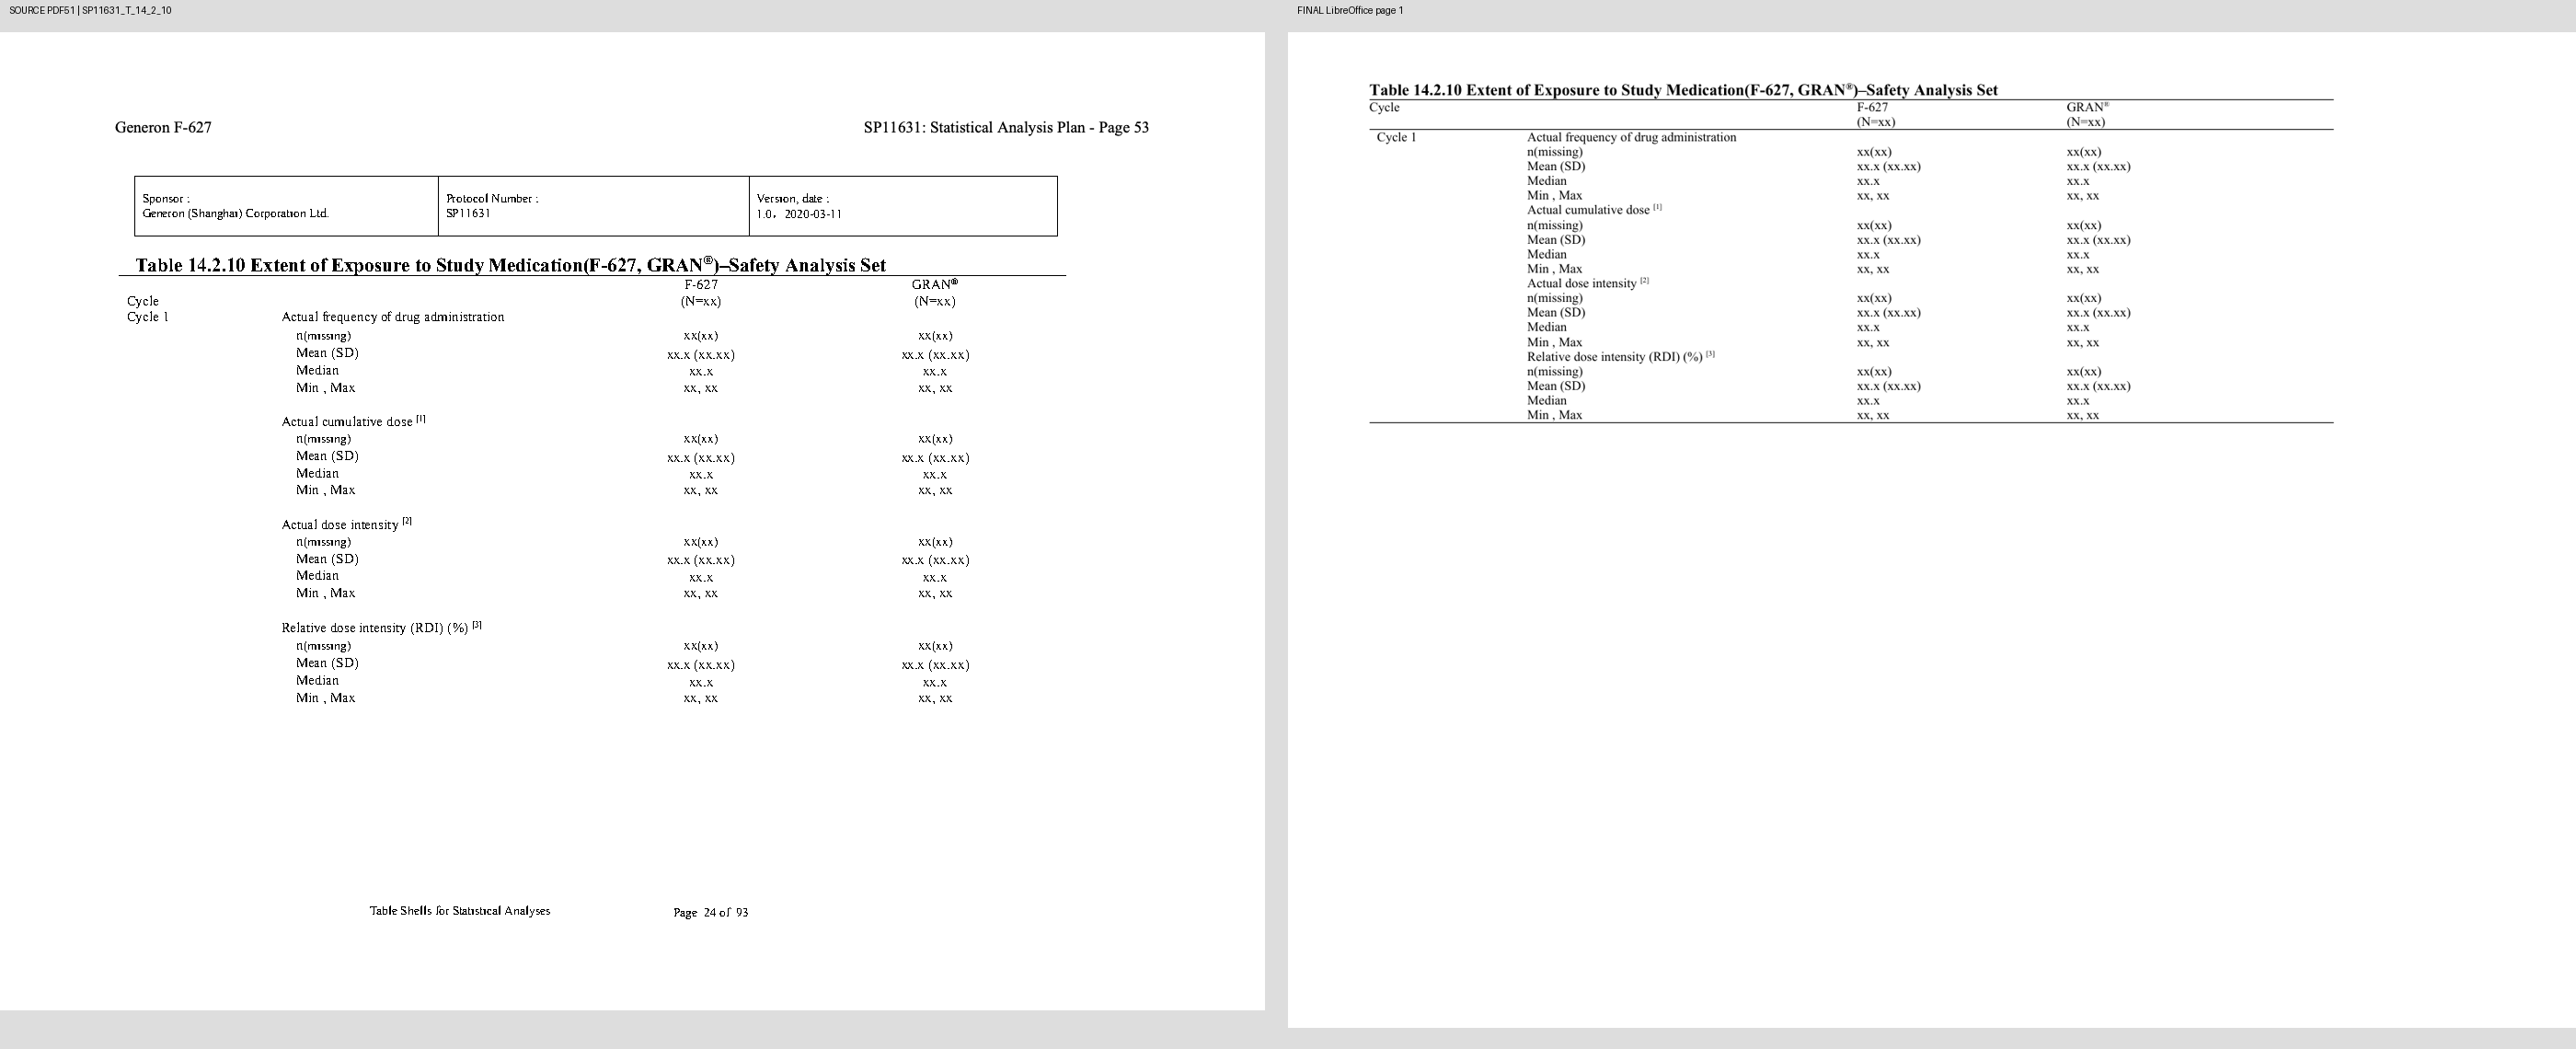 SOURCE PDF51 | SP11631_T_14_2_10
Generon F-627 SP11631: Statistical Analysis Plan - Page 53
Sponsor : Protocol Number : Version, date :
Generon (Shanghai) Corporation Ltd. SP11631 1.0，2020-03-11
Table 14.2.10 Extent of Exposure to Study Medication(F-627, GRAN®)–Safety Analysis Set
F-627 GRAN®
Cycle (N=xx) (N=xx)
Cycle 1 Actual frequency of drug administration
n(missing) xx(xx) xx(xx)
Mean (SD) xx.x (xx.xx) xx.x (xx.xx)
Median xx.x xx.x
Min , Max xx, xx xx, xx
Actual cumulative dose [1]
n(missing) xx(xx) xx(xx)
Mean (SD) xx.x (xx.xx) xx.x (xx.xx)
Median xx.x xx.x
Min , Max xx, xx xx, xx
Actual dose intensity [2]
n(missing) xx(xx) xx(xx)
Mean (SD) xx.x (xx.xx) xx.x (xx.xx)
Median xx.x xx.x
Min , Max xx, xx xx, xx
Relative dose intensity (RDI) (%) [3]
n(missing) xx(xx) xx(xx)
Mean (SD) xx.x (xx.xx) xx.x (xx.xx)
Median xx.x xx.x
Min , Max xx, xx xx, xx
Table Shells for Statistical Analyses Page 24 of 93
FINAL LibreOffice page 1
Table 14.2.10 Extent of Exposure to Study Medication(F-627, GRAN®)–Safety Analysis Set
Cycle F-627 GRAN®
(N=xx) (N=xx)
Cycle 1 Actual frequency of drug administration
n(missing) xx(xx) xx(xx)
Mean (SD) xx.x (xx.xx) xx.x (xx.xx)
Median xx.x xx.x
Min , Max xx, xx xx, xx
Actual cumulative dose [1]
n(missing) xx(xx) xx(xx)
Mean (SD) xx.x (xx.xx) xx.x (xx.xx)
Median xx.x xx.x
Min , Max xx, xx xx, xx
Actual dose intensity [2]
n(missing) xx(xx) xx(xx)
Mean (SD) xx.x (xx.xx) xx.x (xx.xx)
Median xx.x xx.x
Min , Max xx, xx xx, xx
Relative dose intensity (RDI) (%) [3]
n(missing) xx(xx) xx(xx)
Mean (SD) xx.x (xx.xx) xx.x (xx.xx)
Median xx.x xx.x
Min , Max xx, xx xx, xx